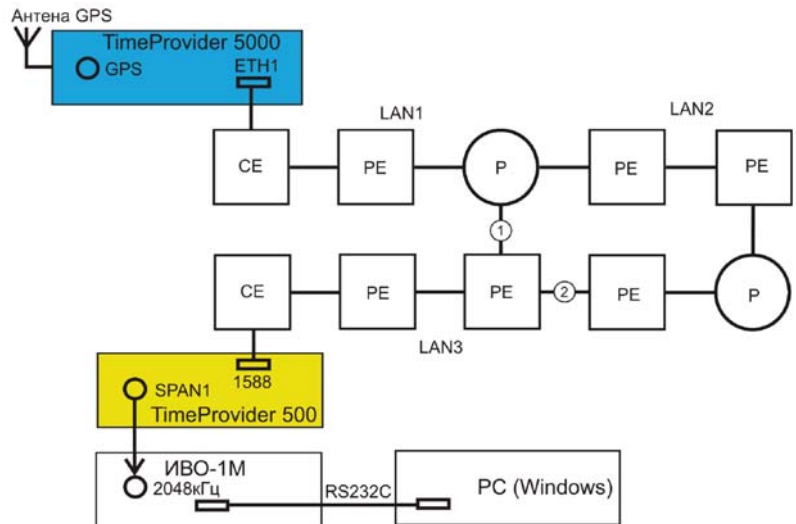 Антена GPS
TimeProvider 5000
GPS
ETH1
LAN1
LAN2
CE
PE
P
PE
PE
1
CE
PE
PE
2
PE
P
LAN3
1588
SPAN1
TimeProvider 500
ИВО-1М
2048кГц
RS232C
PC (Windows)